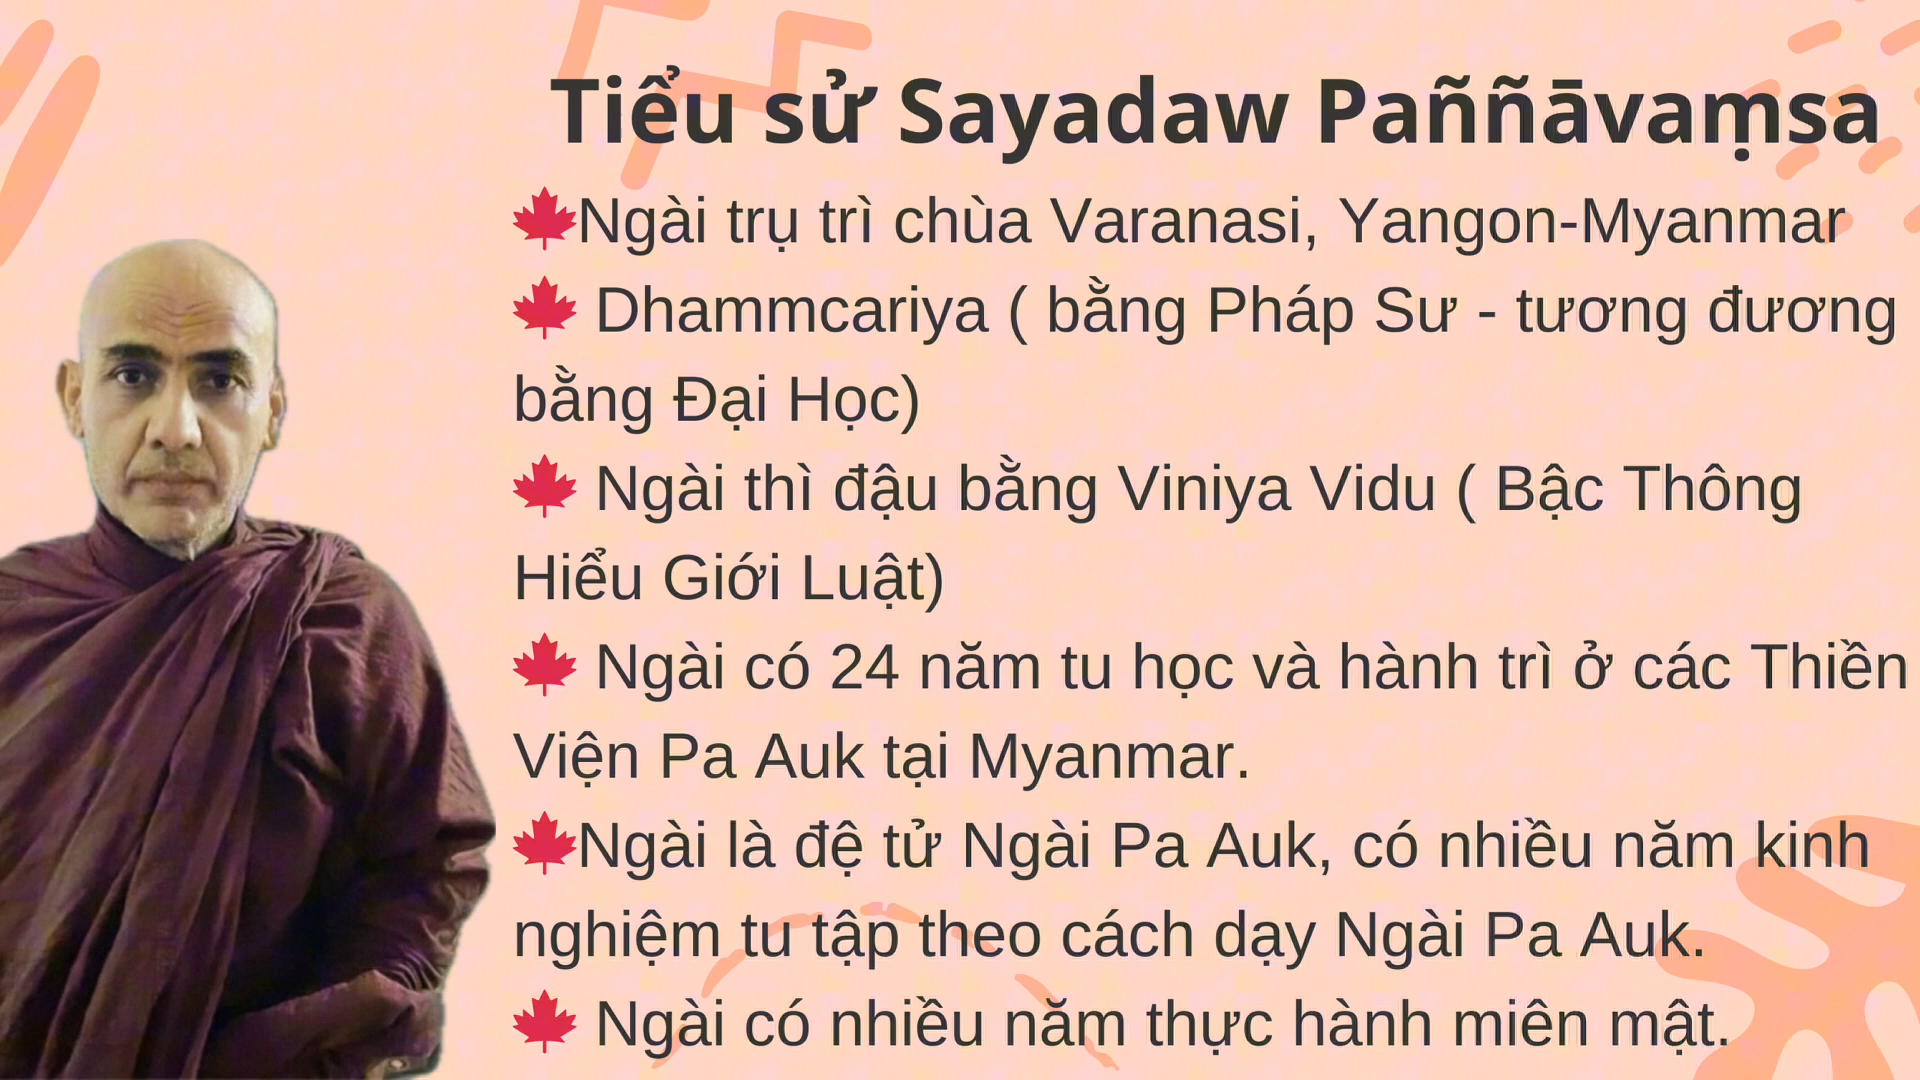 Tiểu sử Sayadaw Paññāvaṃsa
🍁Ngài trụ trì chùa Varanasi, Yangon-Myanmar
🍁 Dhammcariya ( bằng Pháp Sư - tương đương
bằng Đại Học)
🍁 Ngài thì đậu bằng Viniya Vidu ( Bậc Thông
Hiểu Giới Luật)
🍁 Ngài có 24 năm tu học và hành trì ở các Thiền
Viện Pa Auk tại Myanmar.
🍁Ngài là đệ tử Ngài Pa Auk, có nhiều năm kinh
nghiệm tu tập theo cách dạy Ngài Pa Auk.
🍁 Ngài có nhiều năm thực hành miên mật.